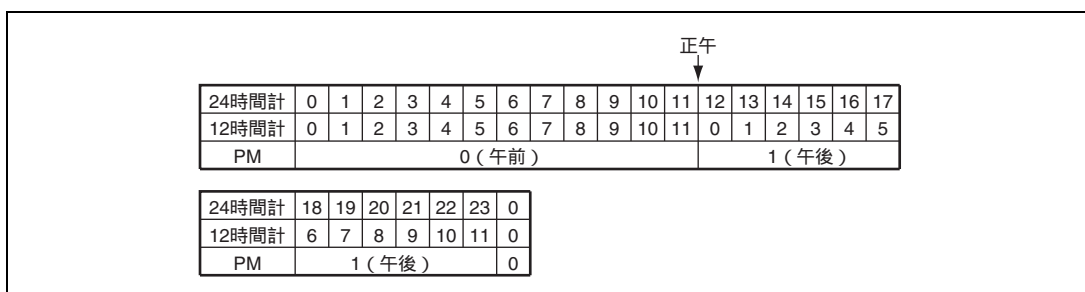 正午
24時間計 0 1 2 3 4 5 6 7 8 9 10 11 12 13 14 15 16 17
12時間計 0 1 2 3 4 5 6 7 8 9 10 11 0 1 2 3 4 5
PM 0(午前) 1(午後)
24時間計 18 19 20 21 22 23 0
12時間計 6 7 8 9 10 11 0
PM 1(午後) 0